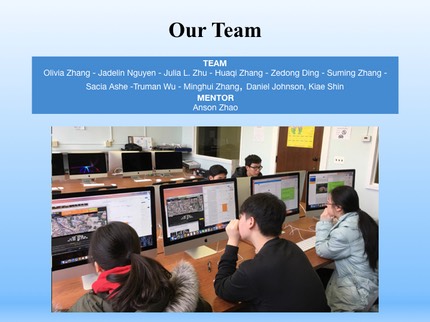 Our Team
TEAM
Olivia Zhang - Jadelin Nguyen - Julia L. Zhu - Huaqi Zhang - Zedong Ding - Suming Zhang -
Sacia Ashe -Truman Wu - Minghui Zhang, Daniel Johnson, Kiae Shin
MENTOR
Anson Zhao